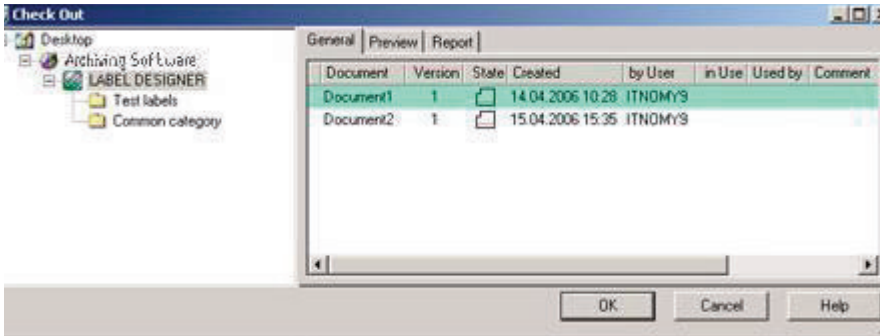 Check Out
Desktop
Archiving Software
LABEL DESIGNER
Test labels
Common category
General Preview Report
Document Version State Created by User in Use Used by Comment
Document1 1 14.04.2006 10:28 ITNOMY9
Document2 1 15.04.2006 15:35 ITNOMY9
OK Cancel Help